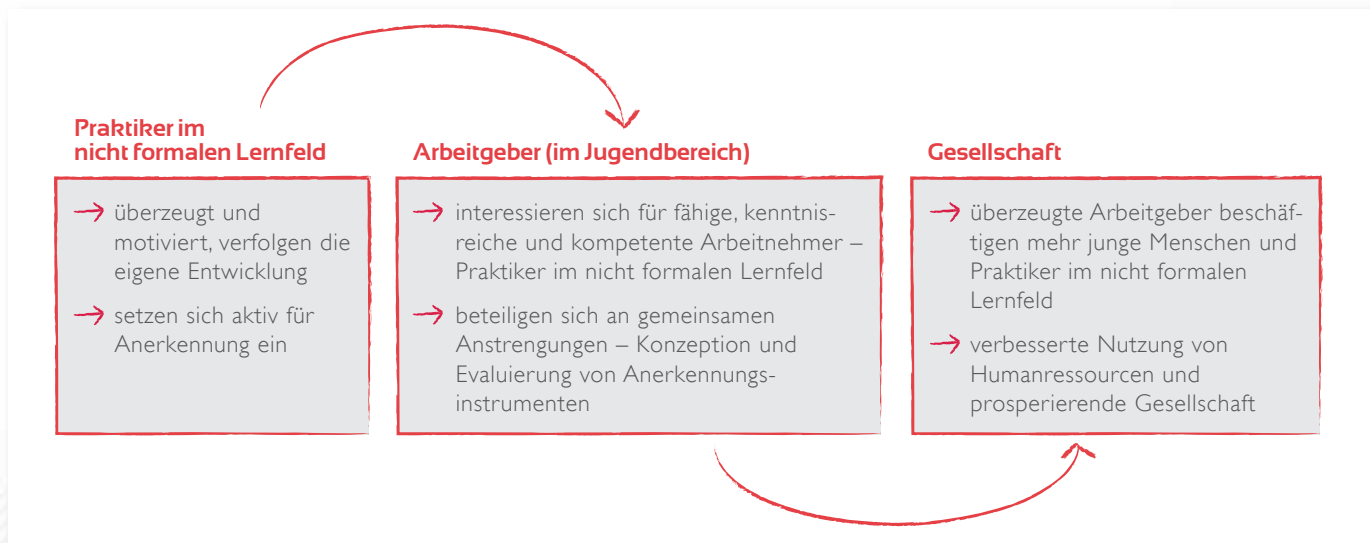 Praktiker im
nicht formalen Lernfeld
→ überzeugt und
motiviert, verfolgen die
eigene Entwicklung
→ setzen sich aktiv für
Anerkennung ein
Arbeitgeber (im Jugendbereich)
→ interessieren sich für fähige, kenntnis-
reiche und kompetente Arbeitnehmer –
Praktiker im nicht formalen Lernfeld
→ beteiligen sich an gemeinsamen
Anstrengungen – Konzeption und
Evaluierung von Anerkennungs-
instrumenten
Gesellschaft
→ überzeugte Arbeitgeber beschäf-
tigen mehr junge Menschen und
Praktiker im nicht formalen
Lernfeld
→ verbesserte Nutzung von
Humanressourcen und
prosperierende Gesellschaft